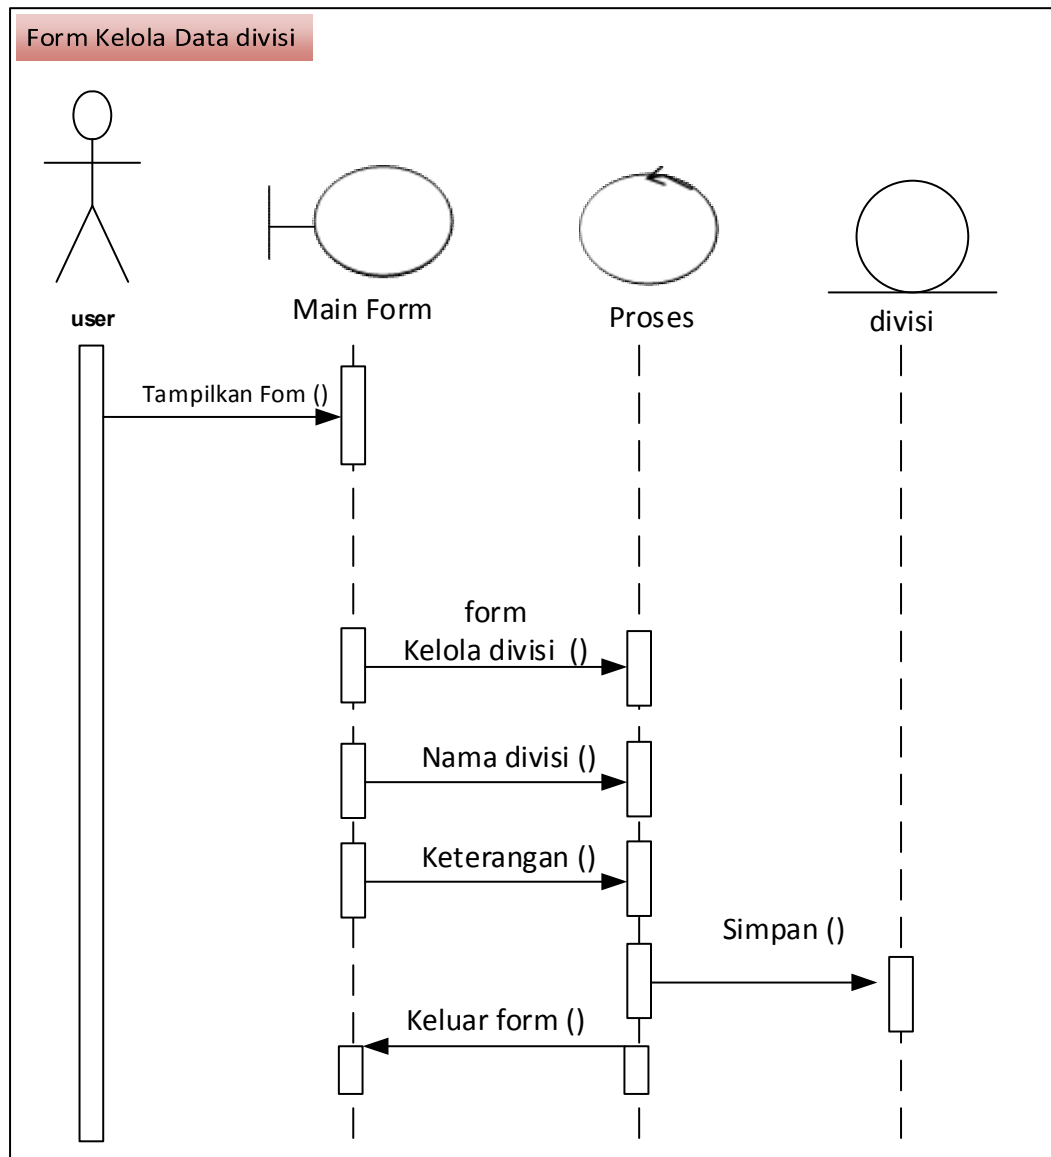 Form Kelola Data divisi
user
Main Form
Proses
divisi
Tampilkan Fom ()
form
Kelola divisi  ()
Nama divisi ()
Keterangan ()
Simpan ()
Keluar form ()